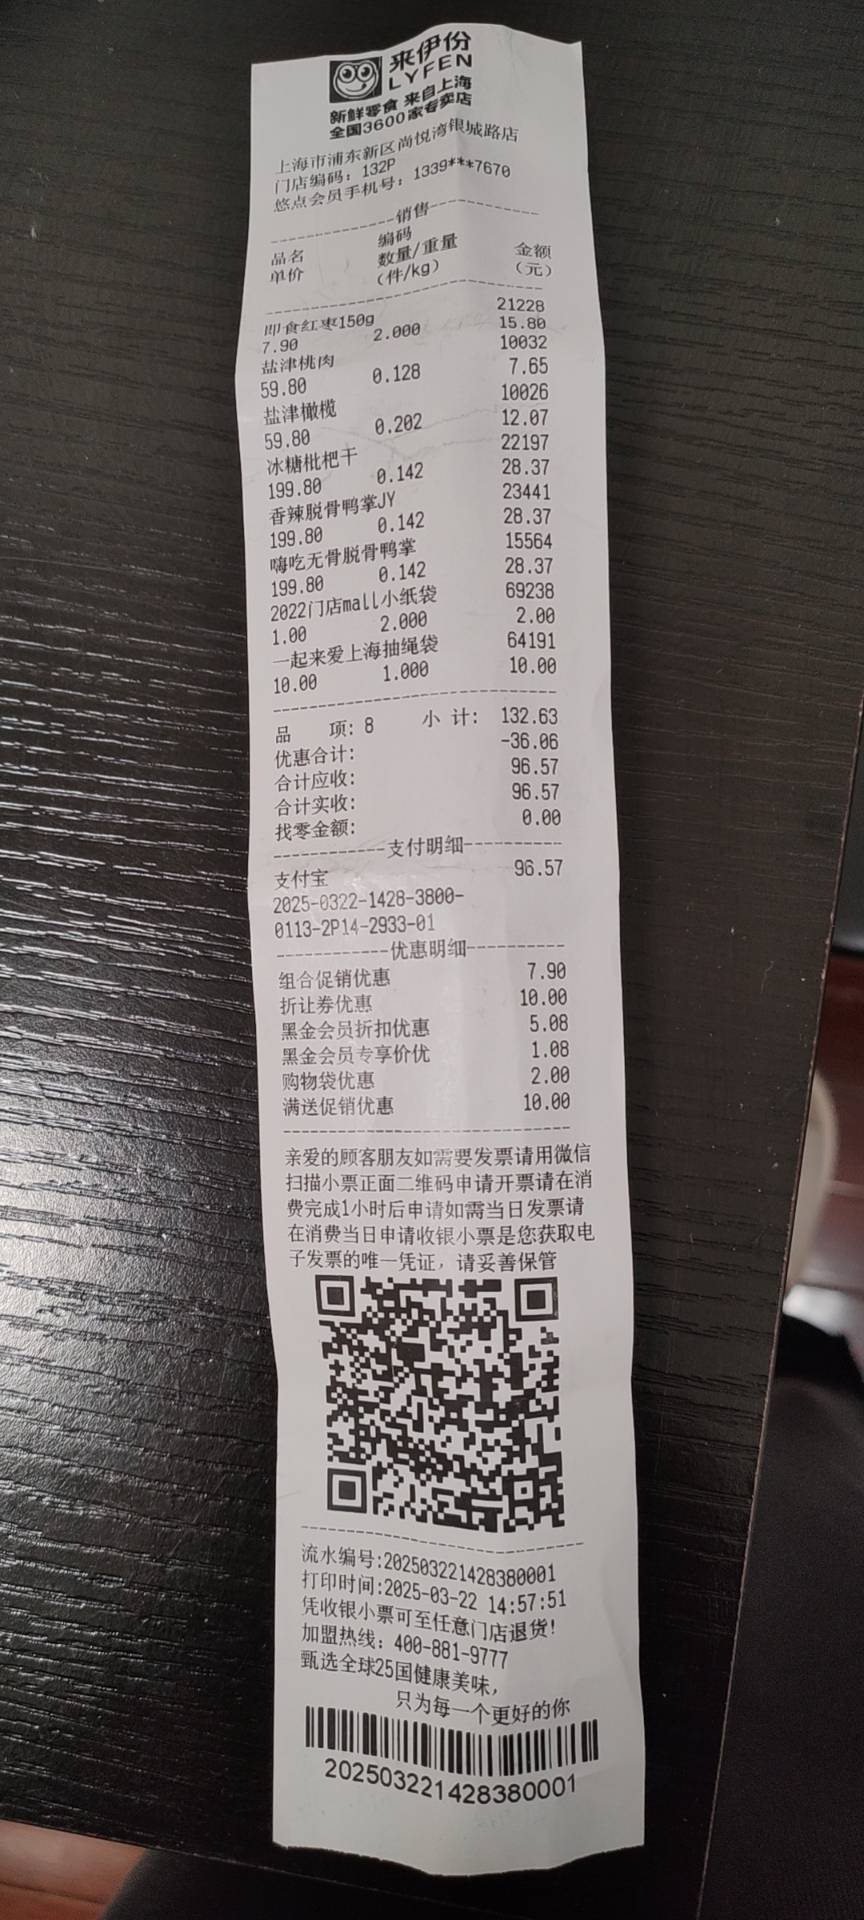 来伊份
LYFEN
新鲜零食 来自上海
全国3600家专卖店
上海市浦东新区尚悦湾银城路店
门店编码：132P
悠点会员手机号：1339***7670
销售
品名 编码 金额
单价 数量/重量 （元）
（件/kg）
即食红枣150g 21228
7.90 2.000 15.80
盐津桃肉 10032
59.80 0.128 7.65
盐津橄榄 10026
59.80 0.202 12.07
冰糖枇杷干 22197
199.80 0.142 28.37
香辣脱骨鸭掌JY 23441
199.80 0.142 28.37
嗨吃无骨脱骨鸭掌 15564
199.80 0.142 28.37
2022门店mall小纸袋 69238
1.00 2.000 2.00
一起来爱上海抽绳袋 64191
10.00 1.000 10.00
品 项: 8 小 计: 132.63
优惠合计: -36.06
合计应收: 96.57
合计实收: 96.57
找零金额: 0.00
支付明细
支付宝 96.57
2025-0322-1428-3800-
0113-2P14-2933-01
优惠明细
组合促销优惠 7.90
折让券优惠 10.00
黑金会员折扣优惠 5.08
黑金会员专享价优 1.08
购物袋优惠 2.00
满送促销优惠 10.00
亲爱的顾客朋友如需要发票请用微信
扫描小票正面二维码申请开票请在消
费完成1小时后申请如需当日发票请
在消费当日申请收银小票是您获取电
子发票的唯一凭证，请妥善保管
流水编号:202503221428380001
打印时间:2025-03-22 14:57:51
凭收银小票可至任意门店退货!
加盟热线：400-881-9777
甄选全球25国健康美味，
只为每一个更好的你
202503221428380001